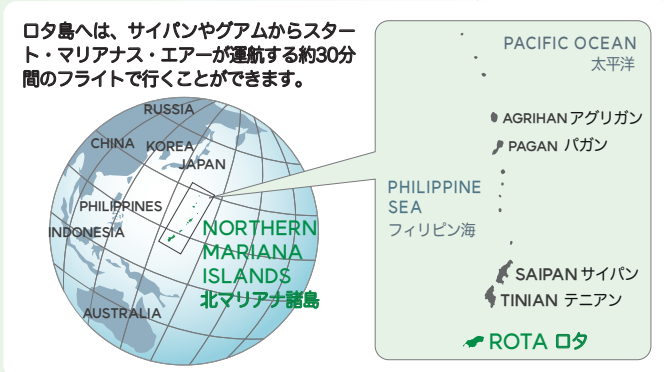 ロタ島へは、サイパンやグアムからスター
ト・マリアナス・エアーが運航する約30分
間のフライトで行くことができます。
RUSSIA
CHINA
KOREA
JAPAN
PHILIPPINES
INDONESIA
AUSTRALIA
NORTHERN
MARIANA
ISLANDS
北マリアナ諸島
PACIFIC OCEAN
太平洋
AGRIHAN アグリガン
PAGAN パガン
PHILIPPINE
SEA
フィリピン海
SAIPAN サイパン
TINIAN テニアン
ROTA ロタ